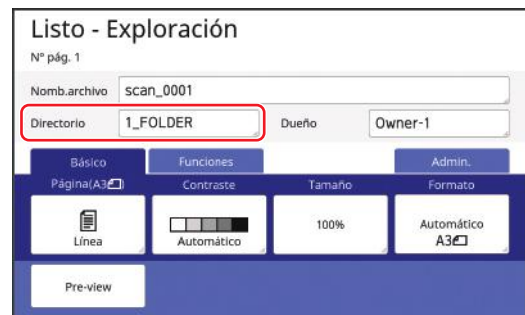 Listo - Exploración
Nº pág. 1
Nomb.archivo scan_0001
Directorio 1_FOLDER Dueño Owner-1
Básico Funciones Admin.
Página(A3) Contraste Tamaño Formato
Línea Automático 100% Automático
A3
Pre-view